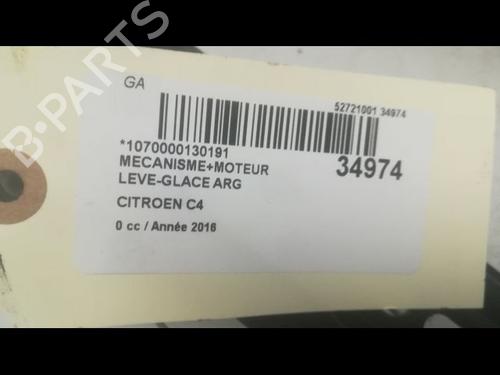 GA
52721001 34974
*1070000130191
MECANISME+MOTEUR
34974
LEVE-GLACE ARG
CITROEN C4
0 cc / Année 2016
B-PARTS